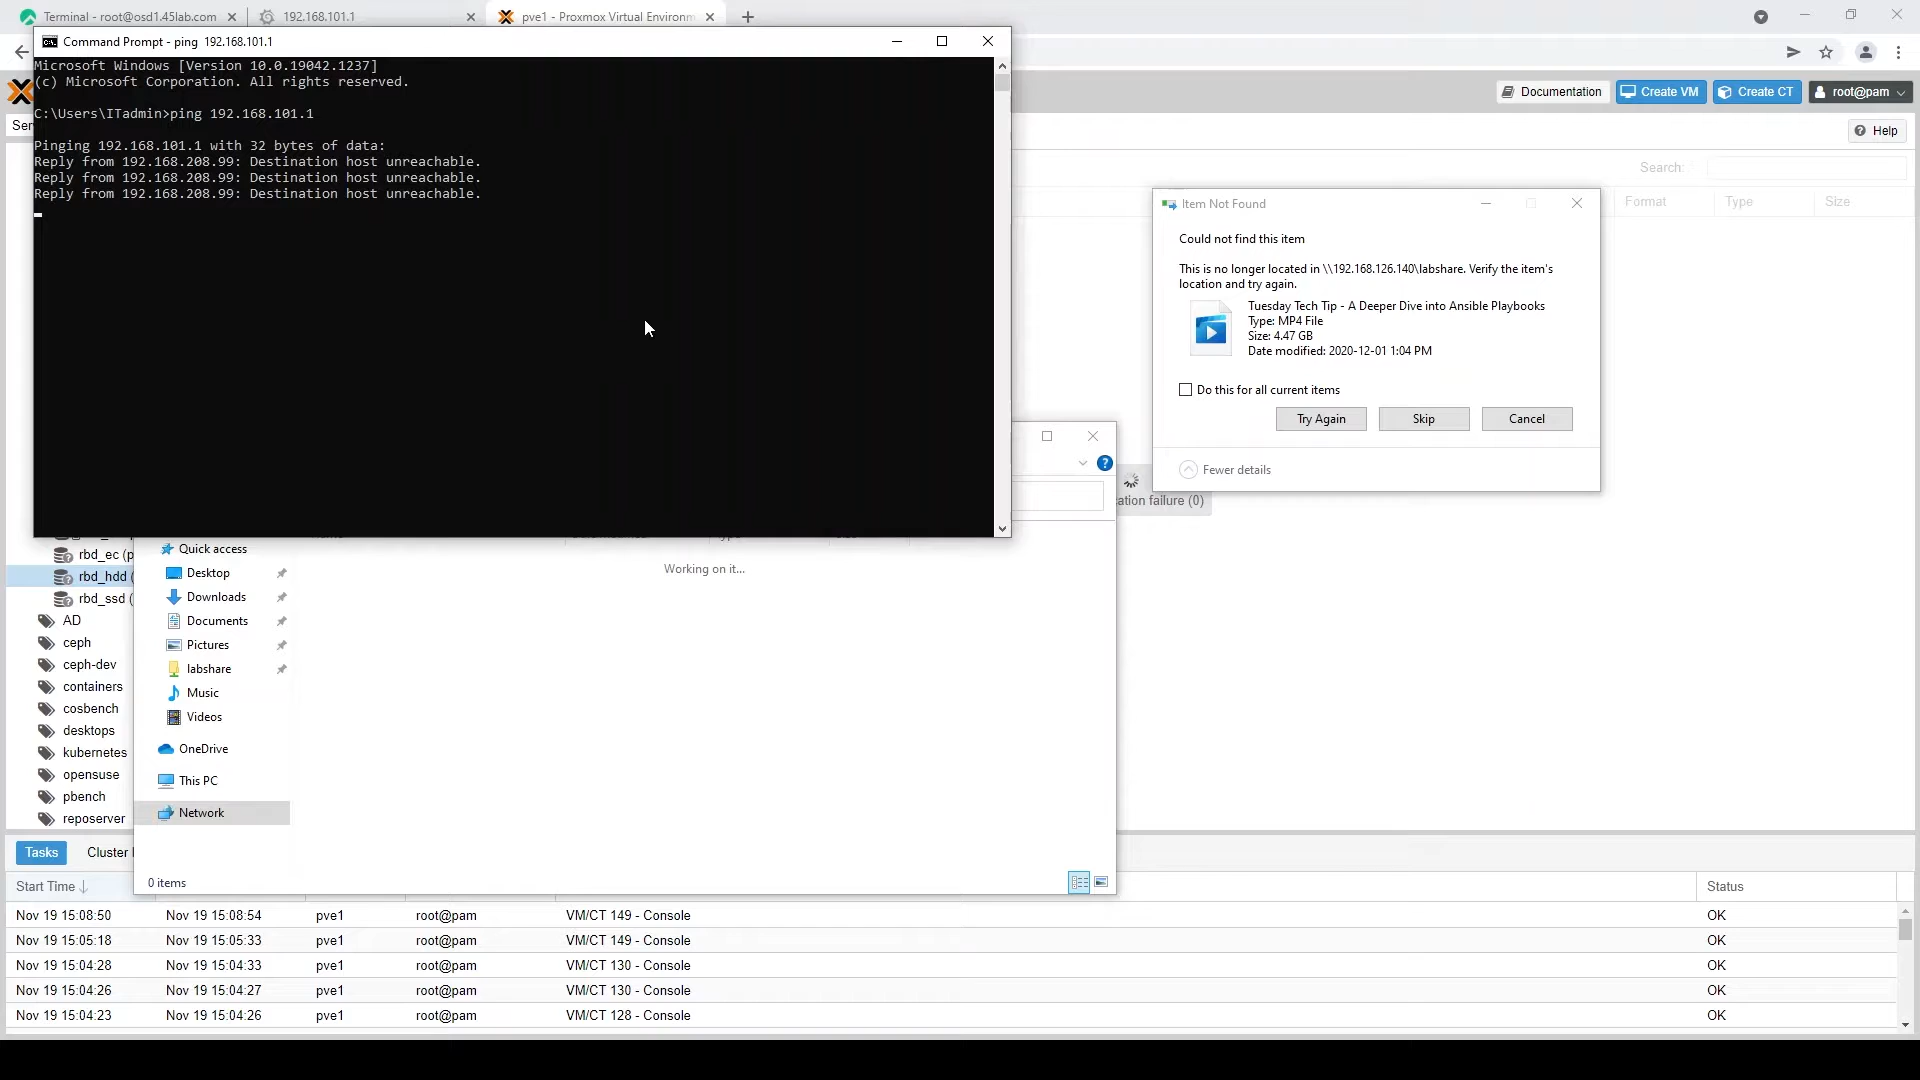 Terminal - root@osd1.45lab.com
192.168.101.1
pve1 - Proxmox Virtual Environm
Command Prompt - ping 192.168.101.1
Microsoft Windows [Version 10.0.19042.1237]
(c) Microsoft Corporation. All rights reserved.
C:\Users\ITadmin>ping 192.168.101.1
Pinging 192.168.101.1 with 32 bytes of data:
Reply from 192.168.208.99: Destination host unreachable.
Reply from 192.168.208.99: Destination host unreachable.
Reply from 192.168.208.99: Destination host unreachable.
Documentation
Create VM
Create CT
root@pam
Ser
Help
Search:
Format
Type
Size
Item Not Found
Could not find this item
This is no longer located in \\192.168.126.140\labshare. Verify the item's
location and try again.
Tuesday Tech Tip - A Deeper Dive into Ansible Playbooks
Type: MP4 File
Size: 4.47 GB
Date modified: 2020-12-01 1:04 PM
Do this for all current items
Try Again
Skip
Cancel
Fewer details
ation failure (0)
rbd_ec (p
rbd_hdd (
rbd_ssd (
AD
ceph
ceph-dev
containers
cosbench
desktops
kubernetes
opensuse
pbench
reposerver
Quick access
Desktop
Downloads
Documents
Pictures
labshare
Music
Videos
OneDrive
This PC
Network
Working on it...
0 items
Tasks
Cluster
Start Time
Status
Nov 19 15:08:50 Nov 19 15:08:54 pve1 root@pam VM/CT 149 - Console OK
Nov 19 15:05:18 Nov 19 15:05:33 pve1 root@pam VM/CT 149 - Console OK
Nov 19 15:04:28 Nov 19 15:04:33 pve1 root@pam VM/CT 130 - Console OK
Nov 19 15:04:26 Nov 19 15:04:27 pve1 root@pam VM/CT 130 - Console OK
Nov 19 15:04:23 Nov 19 15:04:26 pve1 root@pam VM/CT 128 - Console OK